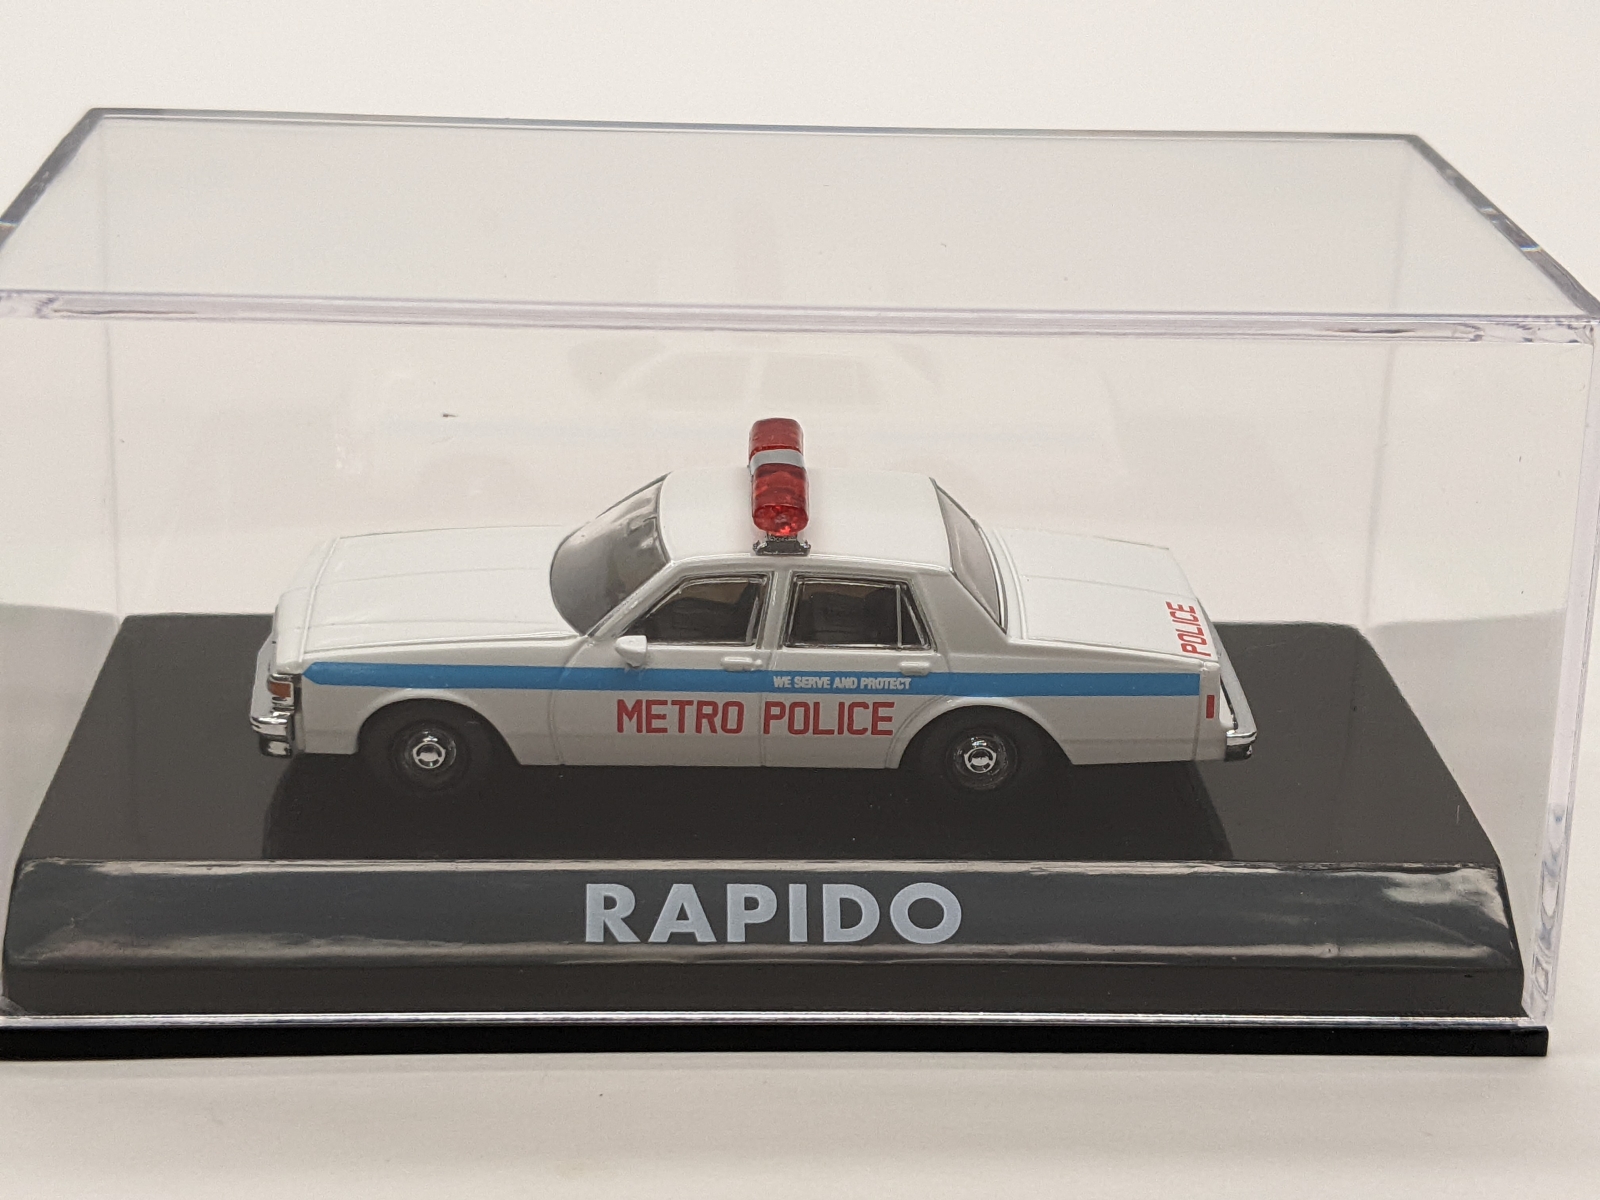 POLICE
WE SERVE AND PROTECT
METRO POLICE
RAPIDO